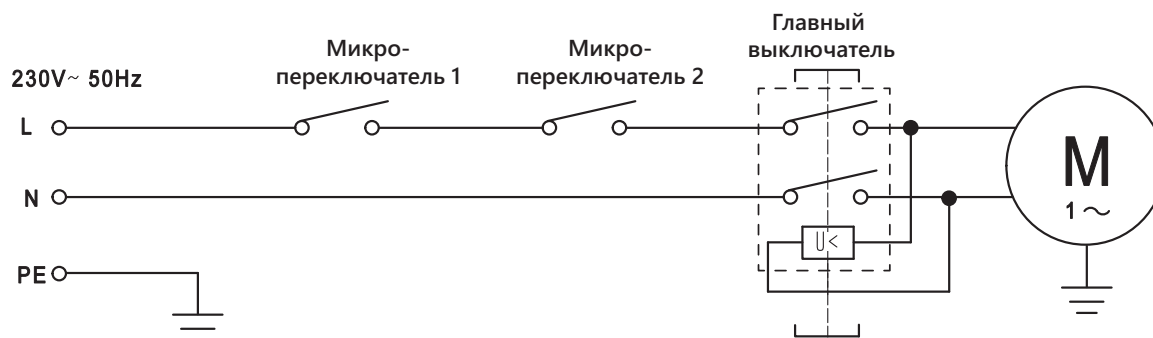 Главный
выключатель
Микро-
переключатель 1
Микро-
переключатель 2
230V~ 50Hz
L
N
U<
M
1~
PE